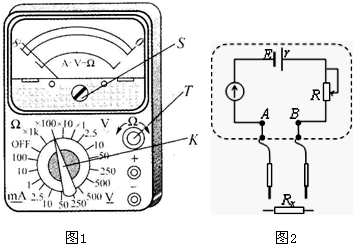 ∞
0
A-V-Ω
S
T
K
Ω
Ω
×1k
×100
×10
×1
V
2.5
10
50
250
500
OFF
100
10
1
mA
2.5
10
50
250
500
V
+
−
图1
E
r
R
A
B
Rx
图2